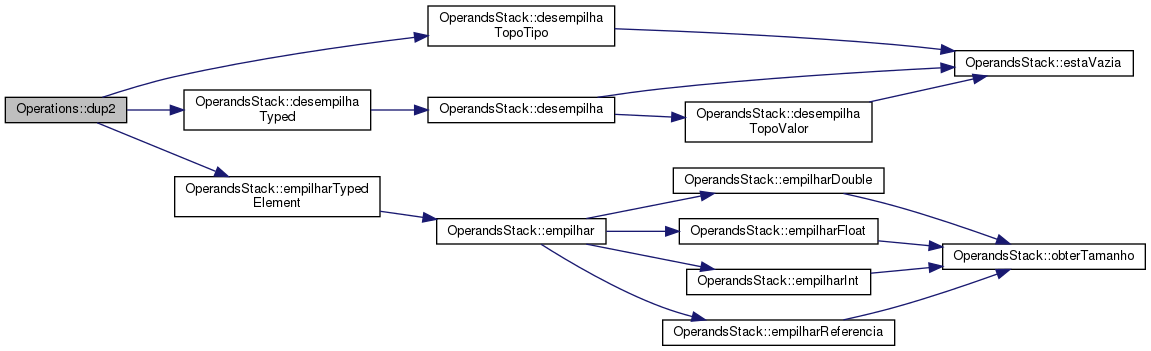 OperandsStack::desempilha
TopoTipo
OperandsStack::estaVazia
Operations::dup2
OperandsStack::desempilha
Typed
OperandsStack::desempilha
OperandsStack::desempilha
TopoValor
OperandsStack::empilharTyped
Element
OperandsStack::empilharDouble
OperandsStack::empilhar
OperandsStack::empilharFloat
OperandsStack::obterTamanho
OperandsStack::empilharInt
OperandsStack::empilharReferencia